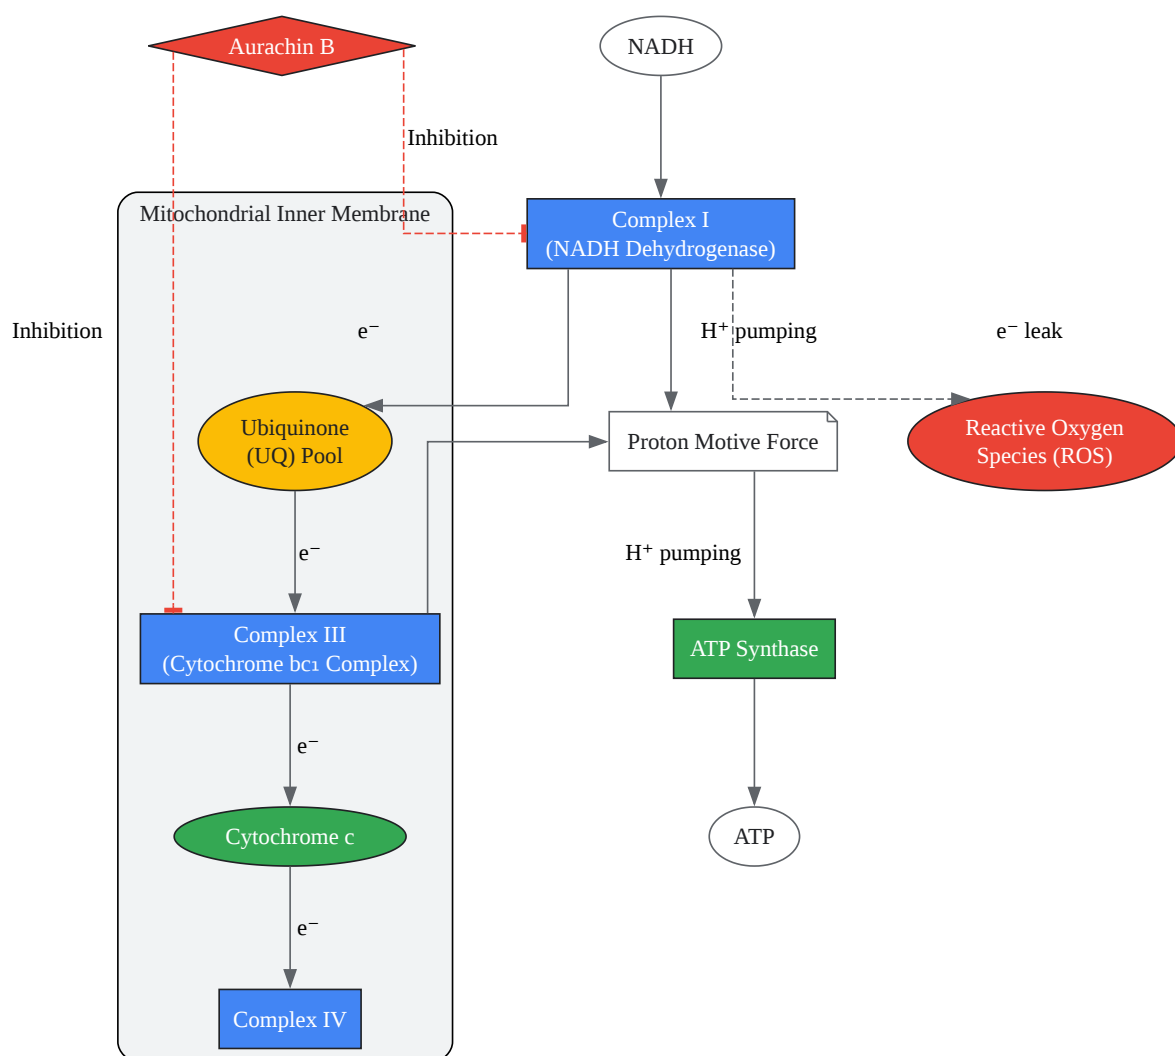 Aurachin B
NADH
Inhibition
Mitochondrial Inner Membrane
Complex I
(NADH Dehydrogenase)
Inhibition
e⁻
H⁺ pumping
e⁻ leak
Ubiquinone
(UQ) Pool
Proton Motive Force
Reactive Oxygen
Species (ROS)
e⁻
H⁺ pumping
Complex III
(Cytochrome bc₁ Complex)
ATP Synthase
e⁻
Cytochrome c
ATP
e⁻
Complex IV